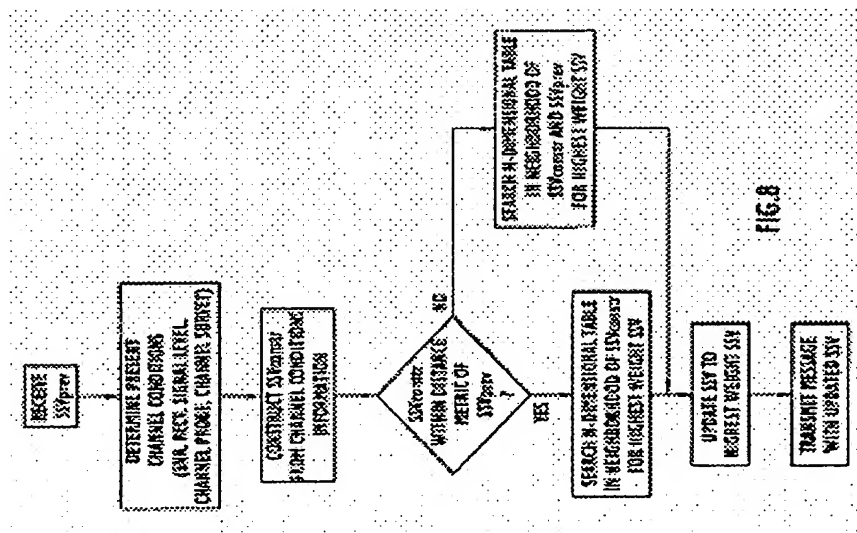 RECEIVE
SSVprev
DETERMINE PRESENT
CHANNEL CONDITIONS
(SNR, RECV. SIGNAL LEVEL,
CHANNEL PROBE, CHANNEL SURVEY)
CONSTRUCT SSVconstr
FROM CHANNEL CONDITIONS
INFORMATION
SSVconstr
WITHIN DISTANCE
METRIC OF
SSVprev
?
NO
YES
SEARCH N-DIMENSIONAL TABLE
IN NEIGHBORHOOD OF
SSVconstr AND SSVprev
FOR HIGHEST WEIGHT SSV
SEARCH N-DIMENSIONAL TABLE
IN NEIGHBORHOOD OF SSVconstr
FOR HIGHEST WEIGHT SSV
UPDATE SSV TO
HIGHEST WEIGHT SSV
TRANSMIT MESSAGE
WITH UPDATED SSV
FIG.8